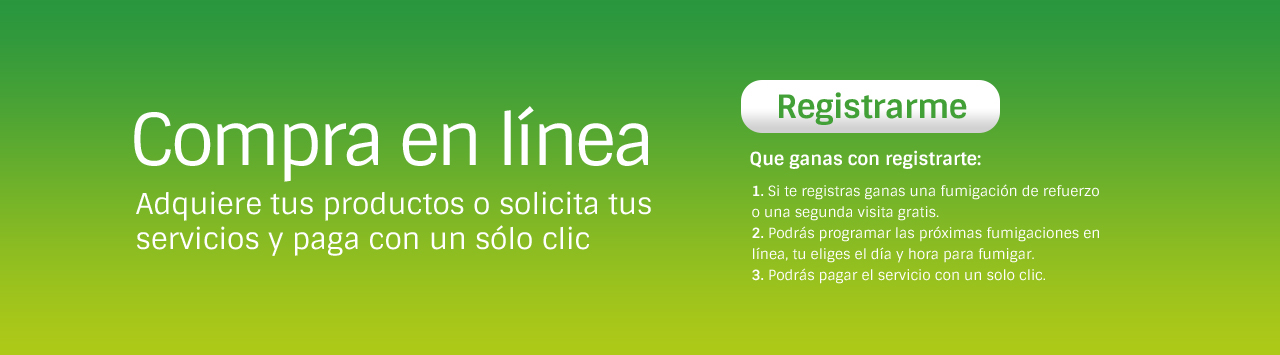 Compra en línea
Adquiere tus productos o solicita tus
servicios y paga con un sólo clic
Registrarme
Que ganas con registrarte:
1. Si te registras ganas una fumigación de refuerzo
o una segunda visita gratis.
2. Podrás programar las próximas fumigaciones en
línea, tu eliges el día y hora para fumigar.
3. Podrás pagar el servicio con un solo clic.